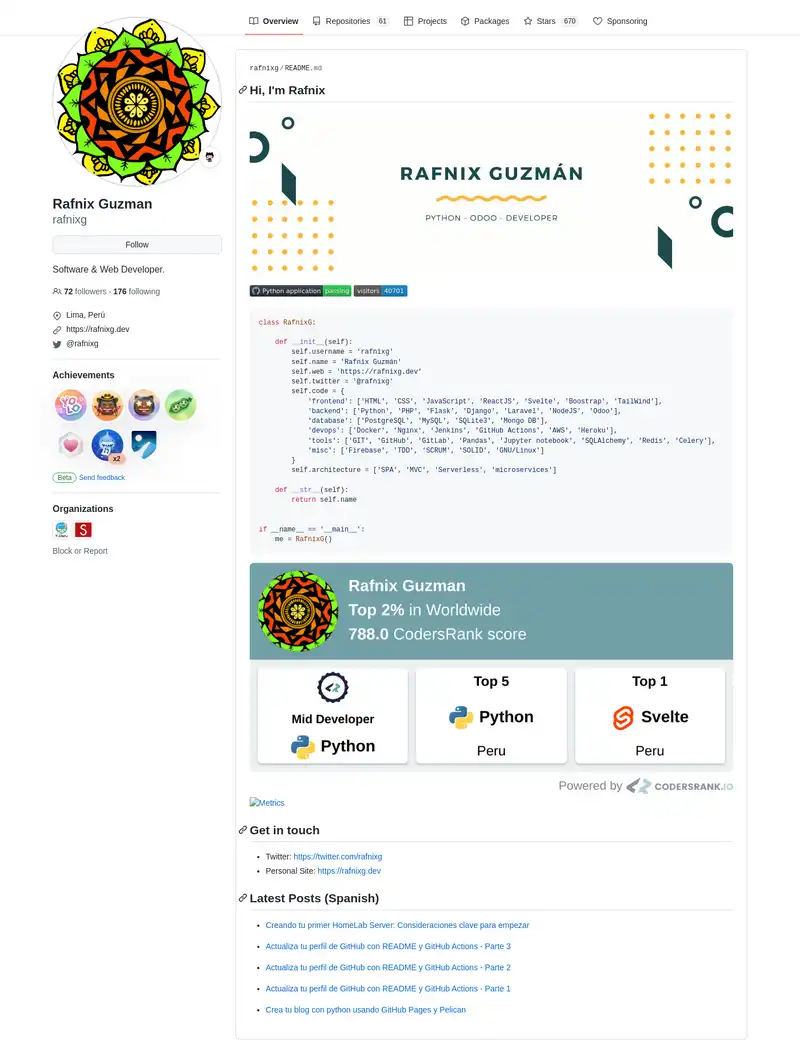 Overview
Repositories 61
Projects
Packages
Stars 670
Sponsoring
Rafnix Guzman
rafnixg
Follow
Software & Web Developer.
72 followers · 176 following
Lima, Perú
https://rafnixg.dev
@rafnixg
Achievements
YOLO
x2
Beta Send feedback
Organizations
S
Block or Report
rafnixg/README.md
Hi, I'm Rafnix
RAFNIX GUZMÁN
PYTHON - ODOO - DEVELOPER
Python application passing visitors 40701
class RafnixG:
def __init__(self):
self.username = 'rafnixg'
self.name = 'Rafnix Guzmán'
self.web = 'https://rafnixg.dev'
self.twitter = '@rafnixg'
self.code = {
'frontend': ['HTML', 'CSS', 'JavaScript', 'ReactJS', 'Svelte', 'Boostrap', 'TailWind'],
'backend': ['Python', 'PHP', 'Flask', 'Django', 'Laravel', 'NodeJS', 'Odoo'],
'database': ['PostgreSQL', 'MySQL', 'SQLite3', 'Mongo DB'],
'devops': ['Docker', 'Nginx', 'Jenkins', 'GitHub Actions', 'AWS', 'Heroku'],
'tools': ['GIT', 'GitHub', 'GitLab', 'Pandas', 'Jupyter notebook', 'SQLAlchemy', 'Redis', 'Celery'],
'misc': ['Firebase', 'TDD', 'SCRUM', 'SOLID', 'GNU/Linux']
}
self.architecture = ['SPA', 'MVC', 'Serverless', 'microservices']
def __str__(self):
return self.name
if __name__ == '__main__':
me = RafnixG()
Rafnix Guzman
Top 2% in Worldwide
788.0 CodersRank score
Mid Developer
Python
Top 5
Python
Peru
Top 1
Svelte
Peru
Powered by CODERSRANK.IO
Metrics
Get in touch
Twitter: https://twitter.com/rafnixg
Personal Site: https://rafnixg.dev
Latest Posts (Spanish)
Creando tu primer HomeLab Server: Consideraciones clave para empezar
Actualiza tu perfil de GitHub con README y GitHub Actions - Parte 3
Actualiza tu perfil de GitHub con README y GitHub Actions - Parte 2
Actualiza tu perfil de GitHub con README y GitHub Actions - Parte 1
Crea tu blog con python usando GitHub Pages y Pelican